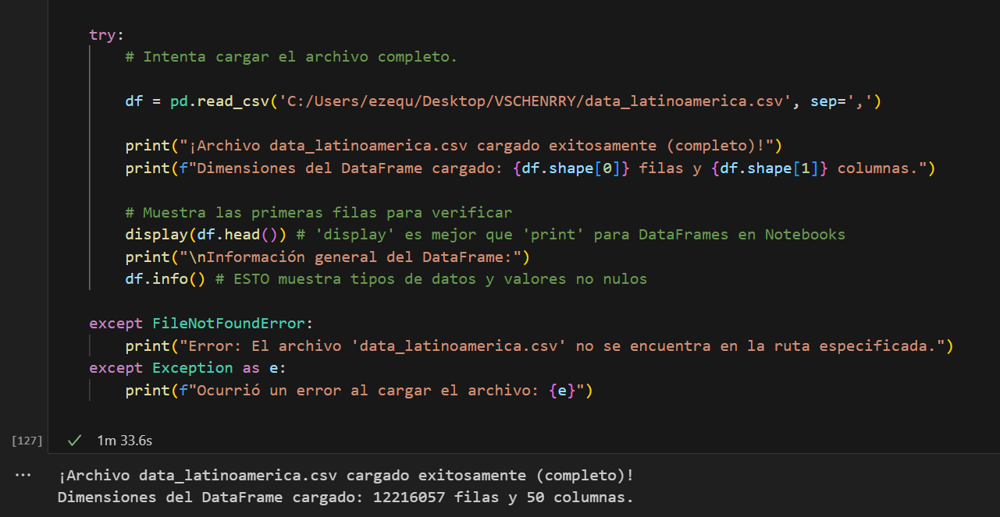 try:
# Intenta cargar el archivo completo.
df = pd.read_csv('C:/Users/ezequ/Desktop/VSCHENRRY/data_latinoamerica.csv', sep=',')
print("¡Archivo data_latinoamerica.csv cargado exitosamente (completo)!")
print(f"Dimensiones del DataFrame cargado: {df.shape[0]} filas y {df.shape[1]} columnas.")
# Muestra las primeras filas para verificar
display(df.head()) # 'display' es mejor que 'print' para DataFrames en Notebooks
print("\nInformación general del DataFrame:")
df.info() # ESTO muestra tipos de datos y valores no nulos
except FileNotFoundError:
print("Error: El archivo 'data_latinoamerica.csv' no se encuentra en la ruta especificada.")
except Exception as e:
print(f"Ocurrió un error al cargar el archivo: {e}")
[127] ✓ 1m 33.6s
... ¡Archivo data_latinoamerica.csv cargado exitosamente (completo)!
Dimensiones del DataFrame cargado: 12216057 filas y 50 columnas.